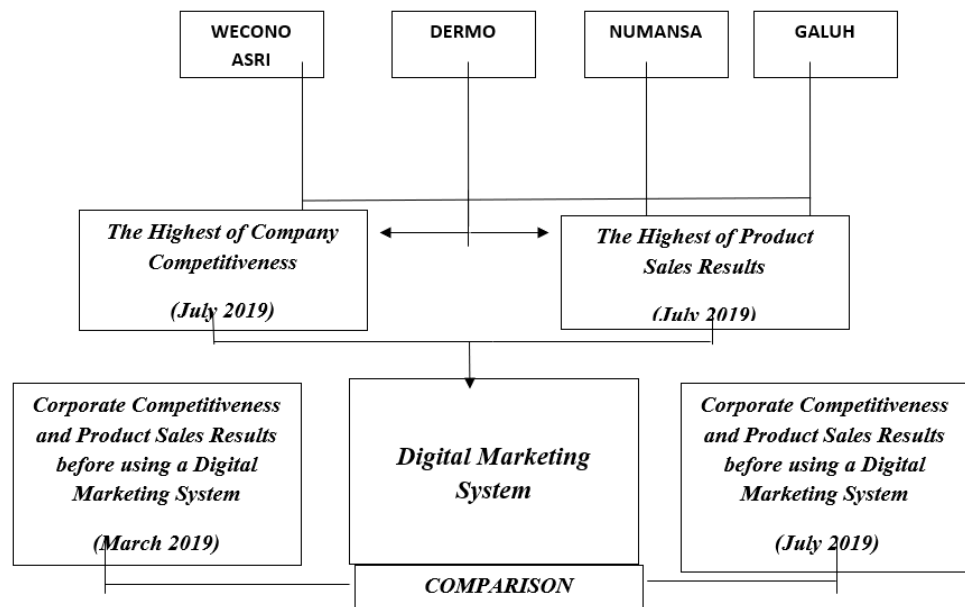 WECONO
ASRI
DERMO
NUMANSA
GALUH
The Highest of Company
Competitiveness
(July 2019)
The Highest of Product
Sales Results
(July 2019)
Corporate Competitiveness
and Product Sales Results
before using a Digital
Marketing System
(March 2019)
Digital Marketing
System
Corporate Competitiveness
and Product Sales Results
before using a Digital
Marketing System
(July 2019)
COMPARISON